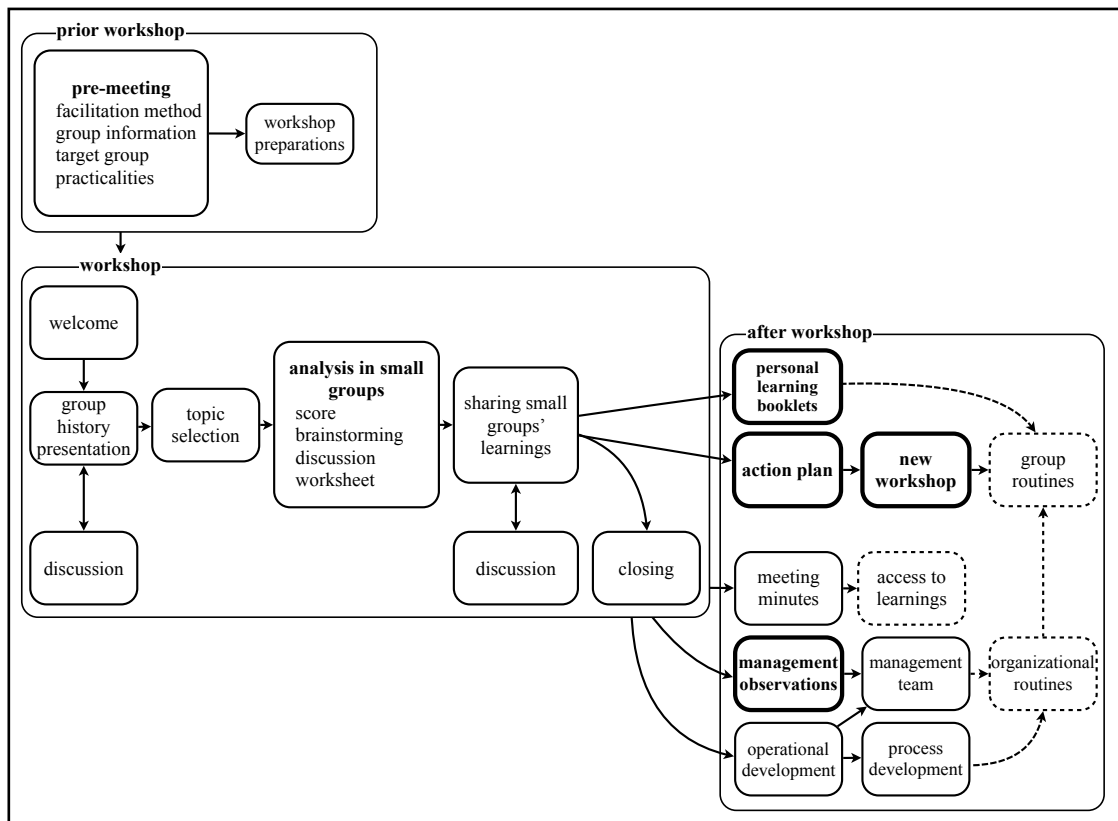 prior workshop
pre-meeting
facilitation method
group information
target group
practicalities
workshop
preparations
workshop
welcome
group
history
presentation
discussion
topic
selection
analysis in small
groups
score
brainstorming
discussion
worksheet
sharing small
groups’
learnings
discussion
closing
after workshop
personal
learning
booklets
action plan
new
workshop
group
routines
meeting
minutes
access to
learnings
management
observations
management
team
organizational
routines
operational
development
process
development